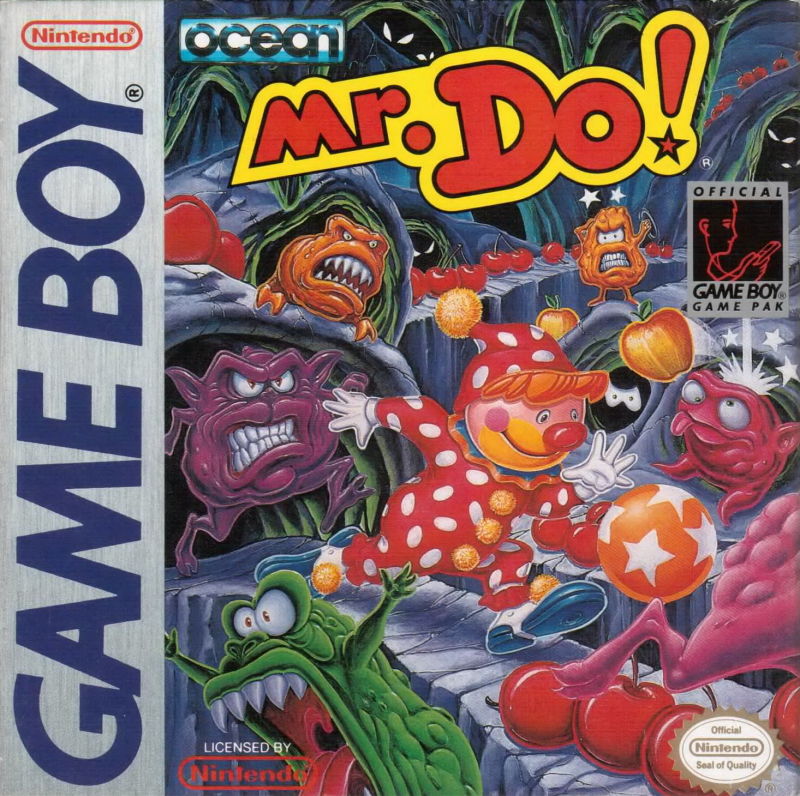 Nintendo®
GAME BOY®
ocean
Mr. Do!®
OFFICIAL
GAME BOY®
GAME PAK
LICENSED BY
Nintendo
Official
Nintendo
Seal of Quality
®